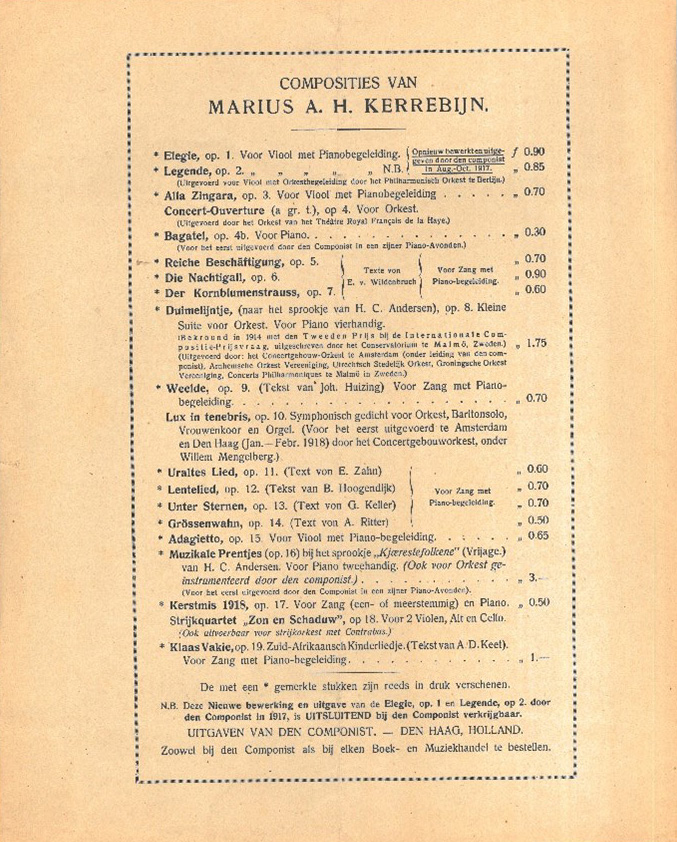 COMPOSITIES VAN
MARIUS A. H. KERREBIJN.
* Elegie, op. 1. Voor Viool met Pianobegeleiding. Opnieuw bewerkt en uitge- ƒ 0.90
geven door den componist
* Legende, op. 2. „ „ „ „ „ N.B. in Aug.-Oct. 1917. „ 0.85
(Uitgevoerd voor Viool met Orkestbegeleiding door het Philharmonisch Orkest te Berlijn.)
* Alla Zingara, op. 3. Voor Viool met Pianobegeleiding . . . . . „ 0.70
Concert-Ouverture (a gr. t.), op 4. Voor Orkest.
(Uitgevoerd door het Orkest van het Théâtre Royal Français de la Haye.)
* Bagatel, op. 4b. Voor Piano. . . . . . . . . . . . . . . „ 0.30
(Voor het eerst uitgevoerd door den Componist in een zijner Piano-Avonden.)
* Reiche Beschäftigung, op. 5. „ 0.70
* Die Nachtigall, op. 6. Texte von E. v. Wildenbruch Voor Zang met Piano-begeleiding. „ 0.90
* Der Kornblumenstrauss, op. 7. „ 0.60
* Duimelijntje, (naar het sprookje van H. C. Andersen), op. 8. Kleine
Suite voor Orkest. Voor Piano vierhandig.
(Bekroond in 1914 met den Tweeden Prijs bij de Internationale Com-
positie-Prijsvraag, uitgeschreven door het Conservatorium te Malmö, Zweden.) „ 1.75
(Uitgevoerd door: het Concertgebouw-Orkest te Amsterdam (onder leiding van den com-
ponist), Arnhemsche Orkest Vereeniging, Utrechtsch Stedelijk Orkest, Groningsche Orkest
Vereeniging, Concerts Philharmoniques te Malmö in Zweden.)
* Weelde, op. 9. (Tekst van Joh. Huizing) Voor Zang met Piano-
begeleiding. . . . . . . . . . . . . . . . . „ 0.70
Lux in tenebris, op. 10. Symphonisch gedicht voor Orkest, Baritonsolo,
Vrouwenkoor en Orgel. (Voor het eerst uitgevoerd te Amsterdam
en Den Haag (Jan.—Febr. 1918) door het Concertgebouworkest, onder
Willem Mengelberg.)
* Uraltes Lied, op. 11. (Text von E. Zahn) „ 0.60
* Lentelied, op. 12. (Tekst van B. Hoogendijk) Voor Zang met „ 0.70
* Unter Sternen, op. 13. (Text von G. Keller) Piano-begeleiding. „ 0.70
* Grössenwahn, op. 14. (Text von A. Ritter) „ 0.50
* Adagietto, op. 15. Voor Viool met Piano-begeleiding. . . . . . „ 0.65
* Muzikale Prentjes (op. 16) bij het sprookje „Kjærestefolkene" (Vrijage.)
van H. C. Andersen. Voor Piano tweehandig. (Ook voor Orkest ge-
instrumenteerd door den componist.) . . . . . . . . . . . „ 3.—
(Voor het eerst uitgevoerd door den Componist in een zijner Piano-Avonden).
* Kerstmis 1918, op. 17. Voor Zang (een- of meerstemmig) en Piano. „ 0.50
Strijkquartet „Zon en Schaduw", op 18. Voor 2 Violen, Alt en Cello.
(Ook uitvoerbaar voor strijkorkest met Contrabas.)
* Klaas Vakie, op. 19. Zuid-Afrikaansch Kinderliedje. (Tekst van A. D. Keet).
Voor Zang met Piano-begeleiding. . . . . . . . . . . . „ 1.—
De met een * gemerkte stukken zijn reeds in druk verschenen.
N.B. Deze Nieuwe bewerking en uitgave van de Elegie, op. 1 en Legende, op 2. door
den Componist in 1917, is UITSLUITEND bij den Componist verkrijgbaar.
UITGAVEN VAN DEN COMPONIST. — DEN HAAG, HOLLAND.
Zoowel bij den Componist als bij elken Boek- en Muziekhandel te bestellen.